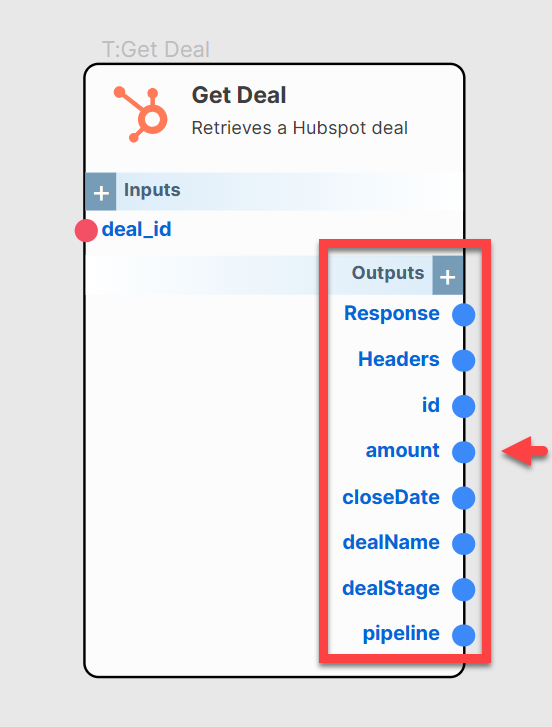 T:Get Deal
Get Deal
Retrieves a Hubspot deal
+ Inputs
deal_id
Outputs +
Response
Headers
id
amount
closeDate
dealName
dealStage
pipeline